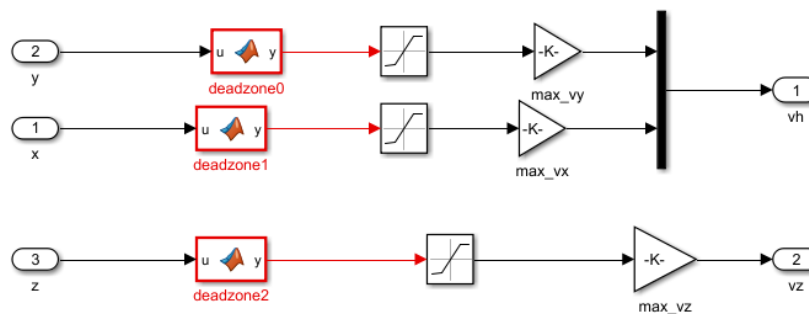 2
u y
-K-
1
y
deadzone0
max_vy
vh
1
u y
-K-
x
deadzone1
max_vx
3
u y
-K-
2
z
deadzone2
max_vz
vz